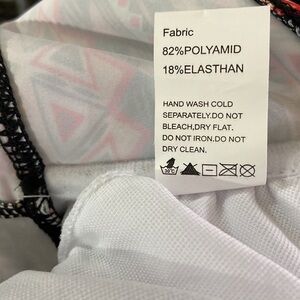 Fabric
82%POLYAMID
18%ELASTHAN
HAND WASH COLD
SEPARATELY.DO NOT
BLEACH,DRY FLAT.
DO NOT IRON.DO NOT
DRY CLEAN.